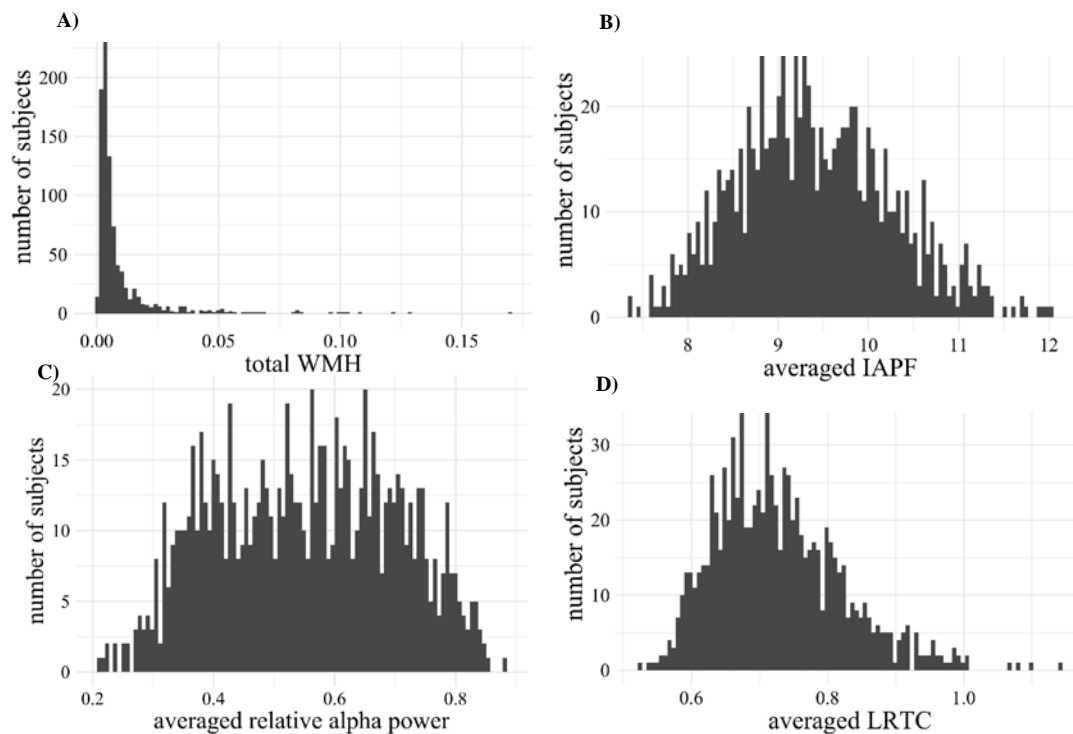 A)
number of subjects
200
150
100
50
0
0.00 0.05 0.10 0.15
total WMH
B)
number of subjects
20
10
0
8 9 10 11 12
averaged IAPF
C)
number of subjects
20
15
10
5
0
0.2 0.4 0.6 0.8
averaged relative alpha power
D)
number of subjects
30
20
10
0
0.6 0.8 1.0
averaged LRTC